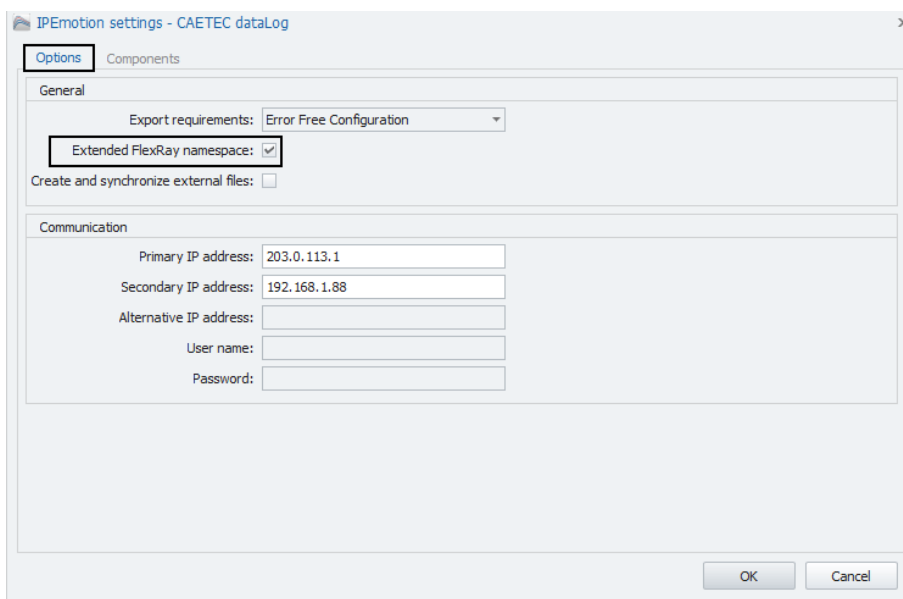 IPEmotion settings - CAETEC dataLog
Options Components
General
Export requirements: Error Free Configuration
Extended FlexRay namespace:
Create and synchronize external files:
Communication
Primary IP address: 203.0.113.1
Secondary IP address: 192.168.1.88
Alternative IP address:
User name:
Password:
OK Cancel